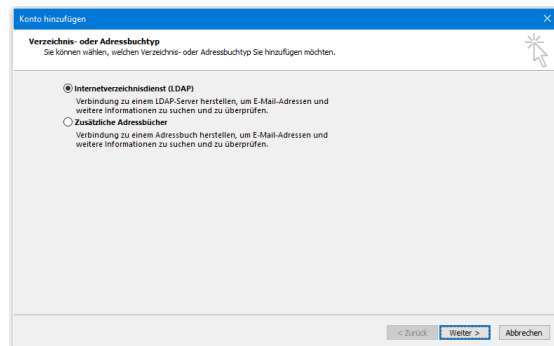 Konto hinzufügen
Verzeichnis- oder Adressbuchtyp
Sie können wählen, welchen Verzeichnis- oder Adressbuchtyp Sie hinzufügen möchten.
Internetverzeichnisdienst (LDAP)
Verbindung zu einem LDAP-Server herstellen, um E-Mail-Adressen und
weitere Informationen zu suchen und zu überprüfen.
Zusätzliche Adressbücher
Verbindung zu einem Adressbuch herstellen, um E-Mail-Adressen und
weitere Informationen zu suchen und zu überprüfen.
< Zurück Weiter > Abbrechen